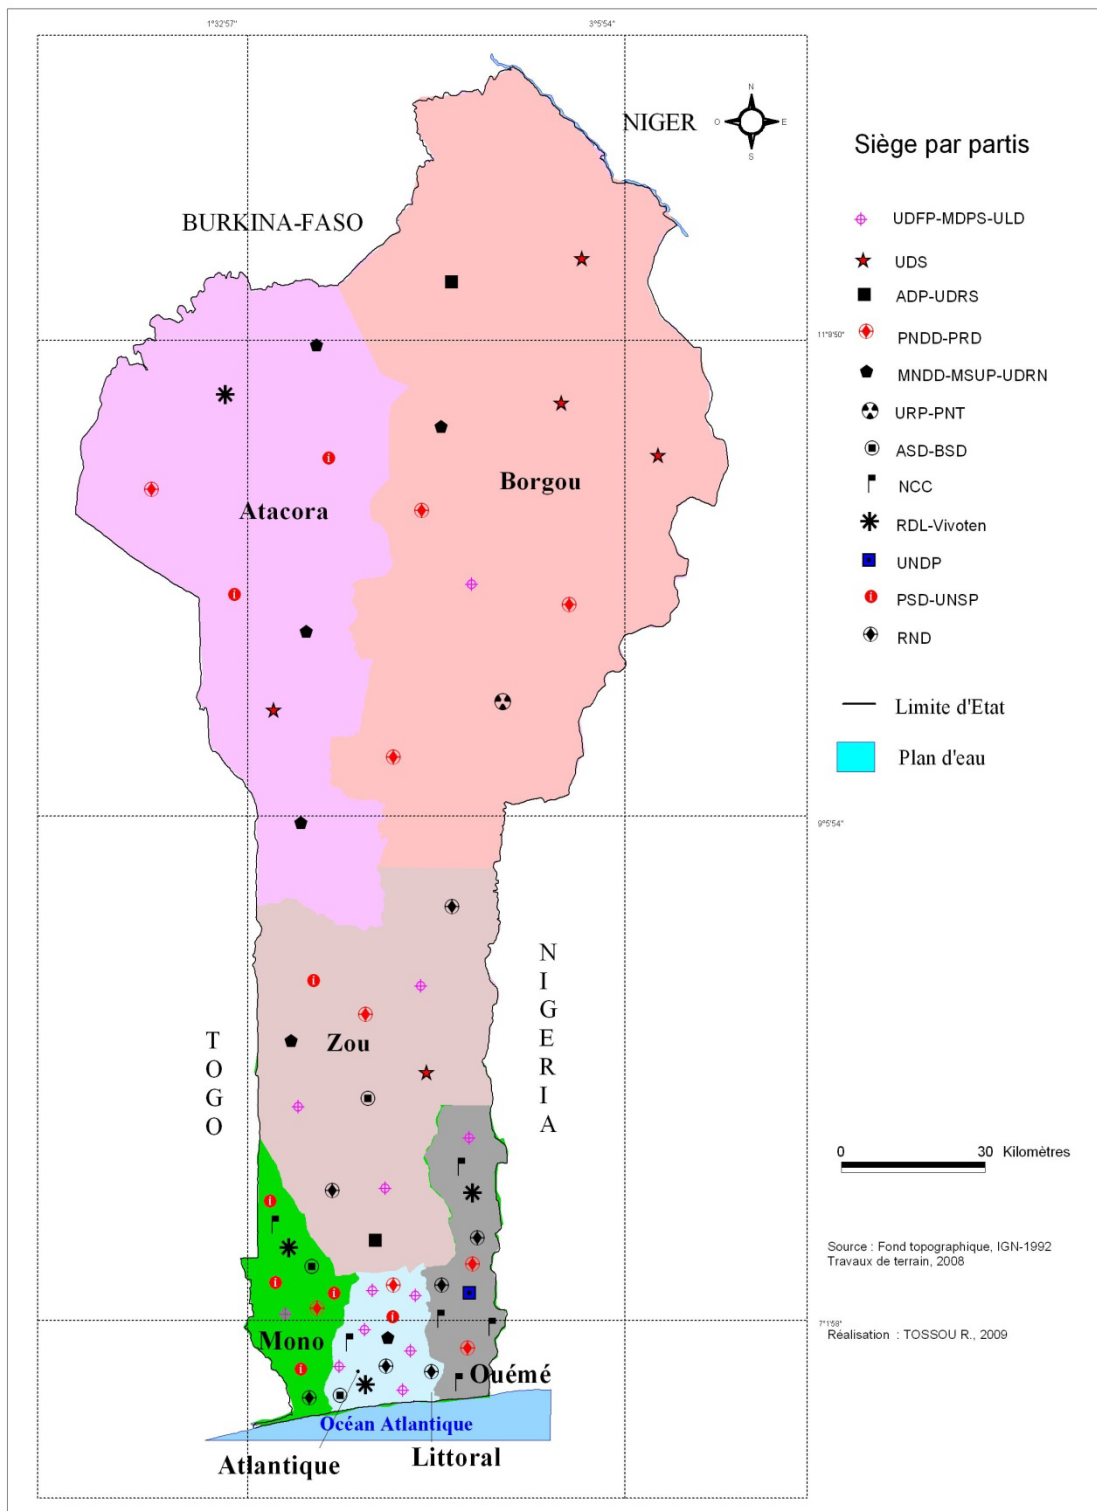 1°32'57"
3°5'54"
N
O
E
S
NIGER
BURKINA-FASO
Siège par partis
UDFP-MDPS-ULD
UDS
ADP-UDRS
PNDD-PRD
MNDD-MSUP-UDRN
URP-PNT
ASD-BSD
NCC
RDL-Vivoten
UNDP
PSD-UNSP
RND
Limite d'Etat
Plan d'eau
11°9'50"
Borgou
Atacora
9°5'54"
NIGERIA
TOGO
Zou
0
30
Kilomètres
Source : Fond topographique, IGN-1992
Travaux de terrain, 2008
7°1'58"
Réalisation : TOSSOU R., 2009
Mono
Ouémé
Océan Atlantique
Atlantique
Littoral